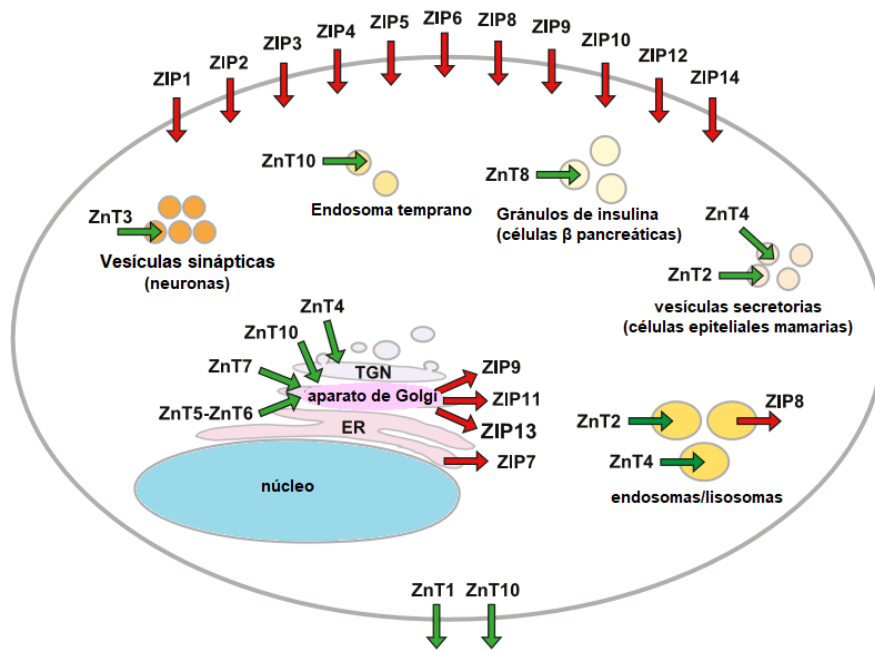 ZIP1
ZIP2
ZIP3
ZIP4
ZIP5
ZIP6
ZIP8
ZIP9
ZIP10
ZIP12
ZIP14
ZnT10
Endosoma temprano
ZnT8
Gránulos de insulina
(células β pancreáticas)
ZnT3
Vesículas sinápticas
(neuronas)
ZnT4
ZnT2
vesículas secretorias
(células epiteliales mamarias)
ZnT4
ZnT10
ZnT7
ZnT5-ZnT6
TGN
aparato de Golgi
ER
núcleo
ZIP9
ZIP11
ZIP13
ZIP7
ZnT2
ZIP8
ZnT4
endosomas/lisosomas
ZnT1
ZnT10